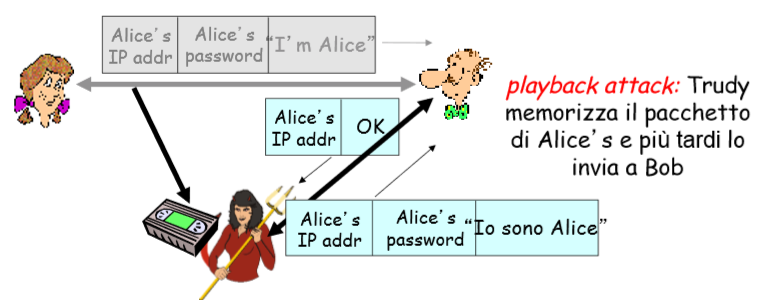 Alice's
IP addr
Alice's
password
"I'm Alice"
Alice's
IP addr
OK
playback attack: Trudy
memorizza il pacchetto
di Alice's e più tardi lo
invia a Bob
Alice's
IP addr
Alice's
password
"Io sono Alice"